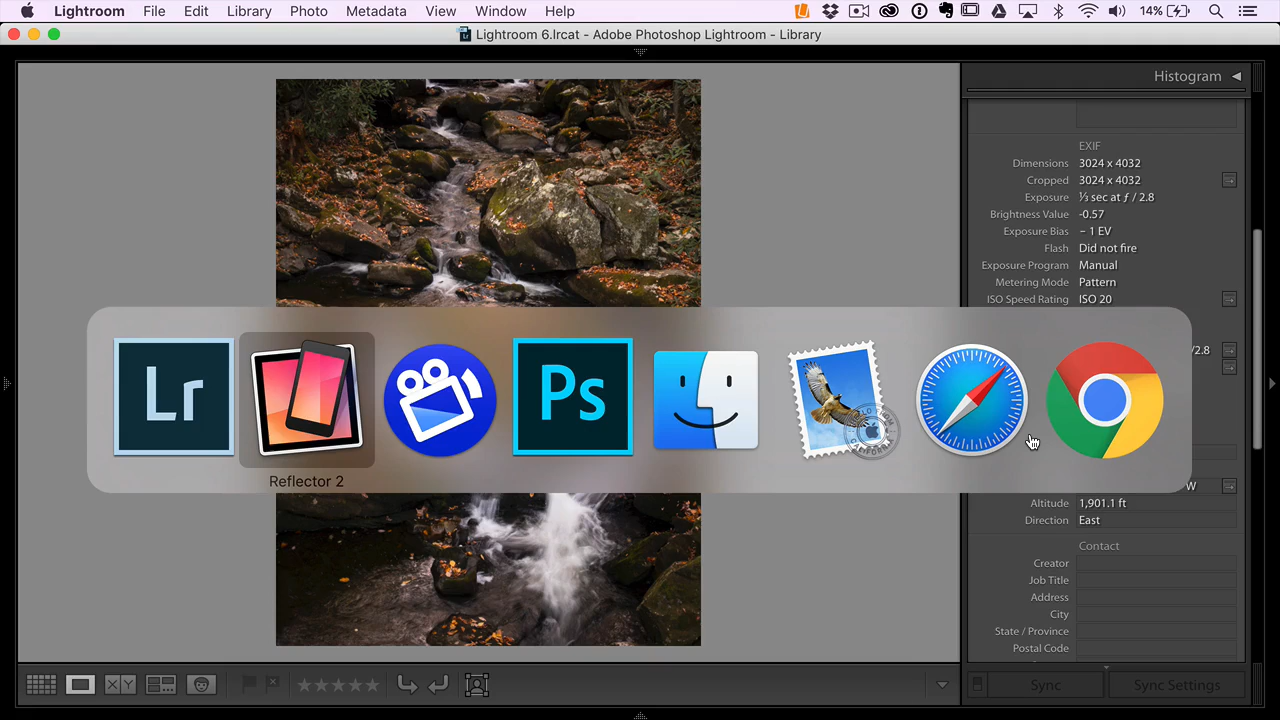 Lightroom File Edit Library Photo Metadata View Window Help 14%
Lightroom 6.lrcat - Adobe Photoshop Lightroom - Library
Histogram
EXIF
Dimensions 3024 x 4032
Cropped 3024 x 4032
Exposure ⅓ sec at ƒ / 2.8
Brightness Value -0.57
Exposure Bias − 1 EV
Flash Did not fire
Exposure Program Manual
Metering Mode Pattern
ISO Speed Rating ISO 20
/2.8
Lr
Ps
Reflector 2
W
Altitude 1,901.1 ft
Direction East
Contact
Creator
Job Title
Address
City
State / Province
Postal Code
X Y
Sync Sync Settings